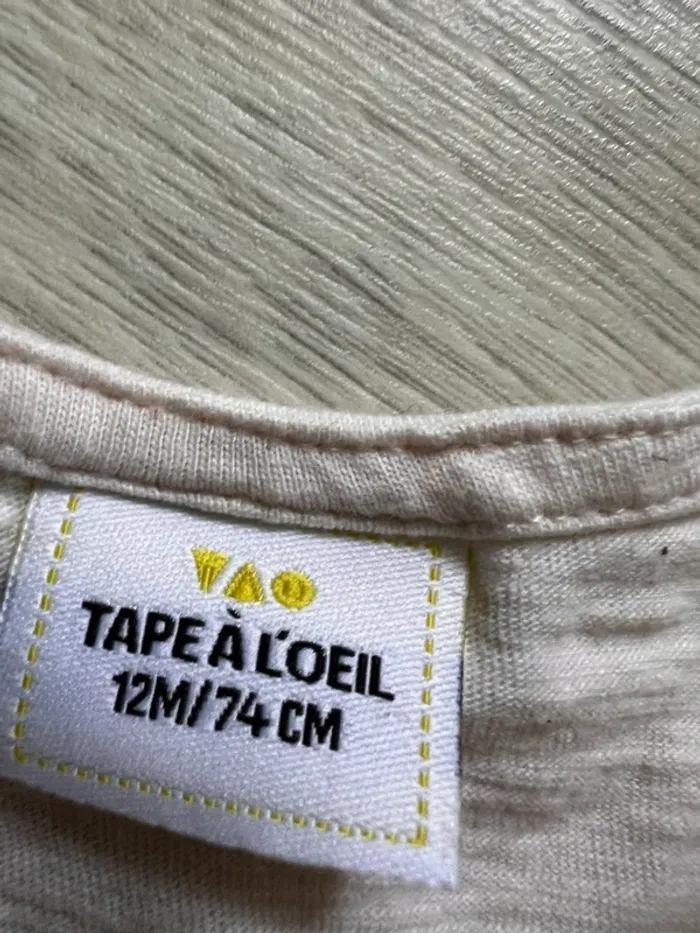 TAPE À L'OEIL
12M/74 CM